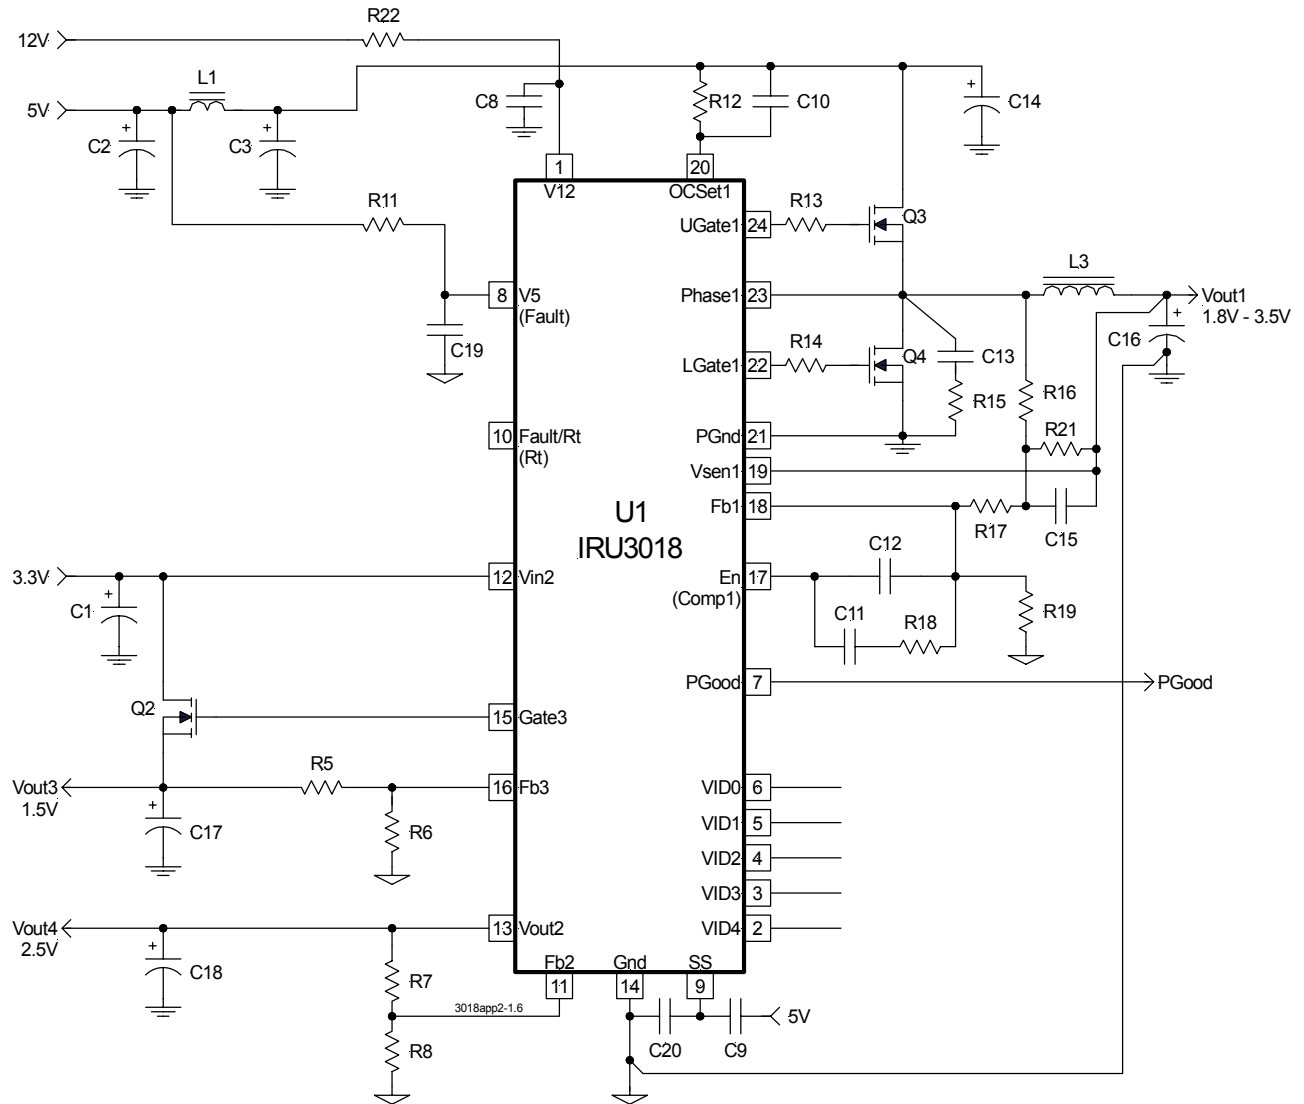 R22
12V
L1
5V
C2
C3
C8
R12
C10
C14
1
20
V12
OCSet1
R11
UGate1
24
R13
Q3
8
V5
(Fault)
C19
Phase1
23
L3
Vout1
1.8V - 3.5V
C16
LGate1
22
R14
Q4
C13
R15
R16
10
Fault/Rt
(Rt)
PGnd
21
R21
Vsen1
19
Fb1
18
R17
C15
U1
IRU3018
3.3V
C1
12
Vin2
En
17
(Comp1)
C12
C11
R18
R19
PGood
7
PGood
Q2
15
Gate3
Vout3
1.5V
R5
16
Fb3
C17
R6
VID0
6
VID1
5
VID2
4
VID3
3
VID4
2
Vout4
2.5V
13
Vout2
C18
R7
Fb2
Gnd
SS
11
14
9
3018app2-1.6
R8
C20
C9
5V